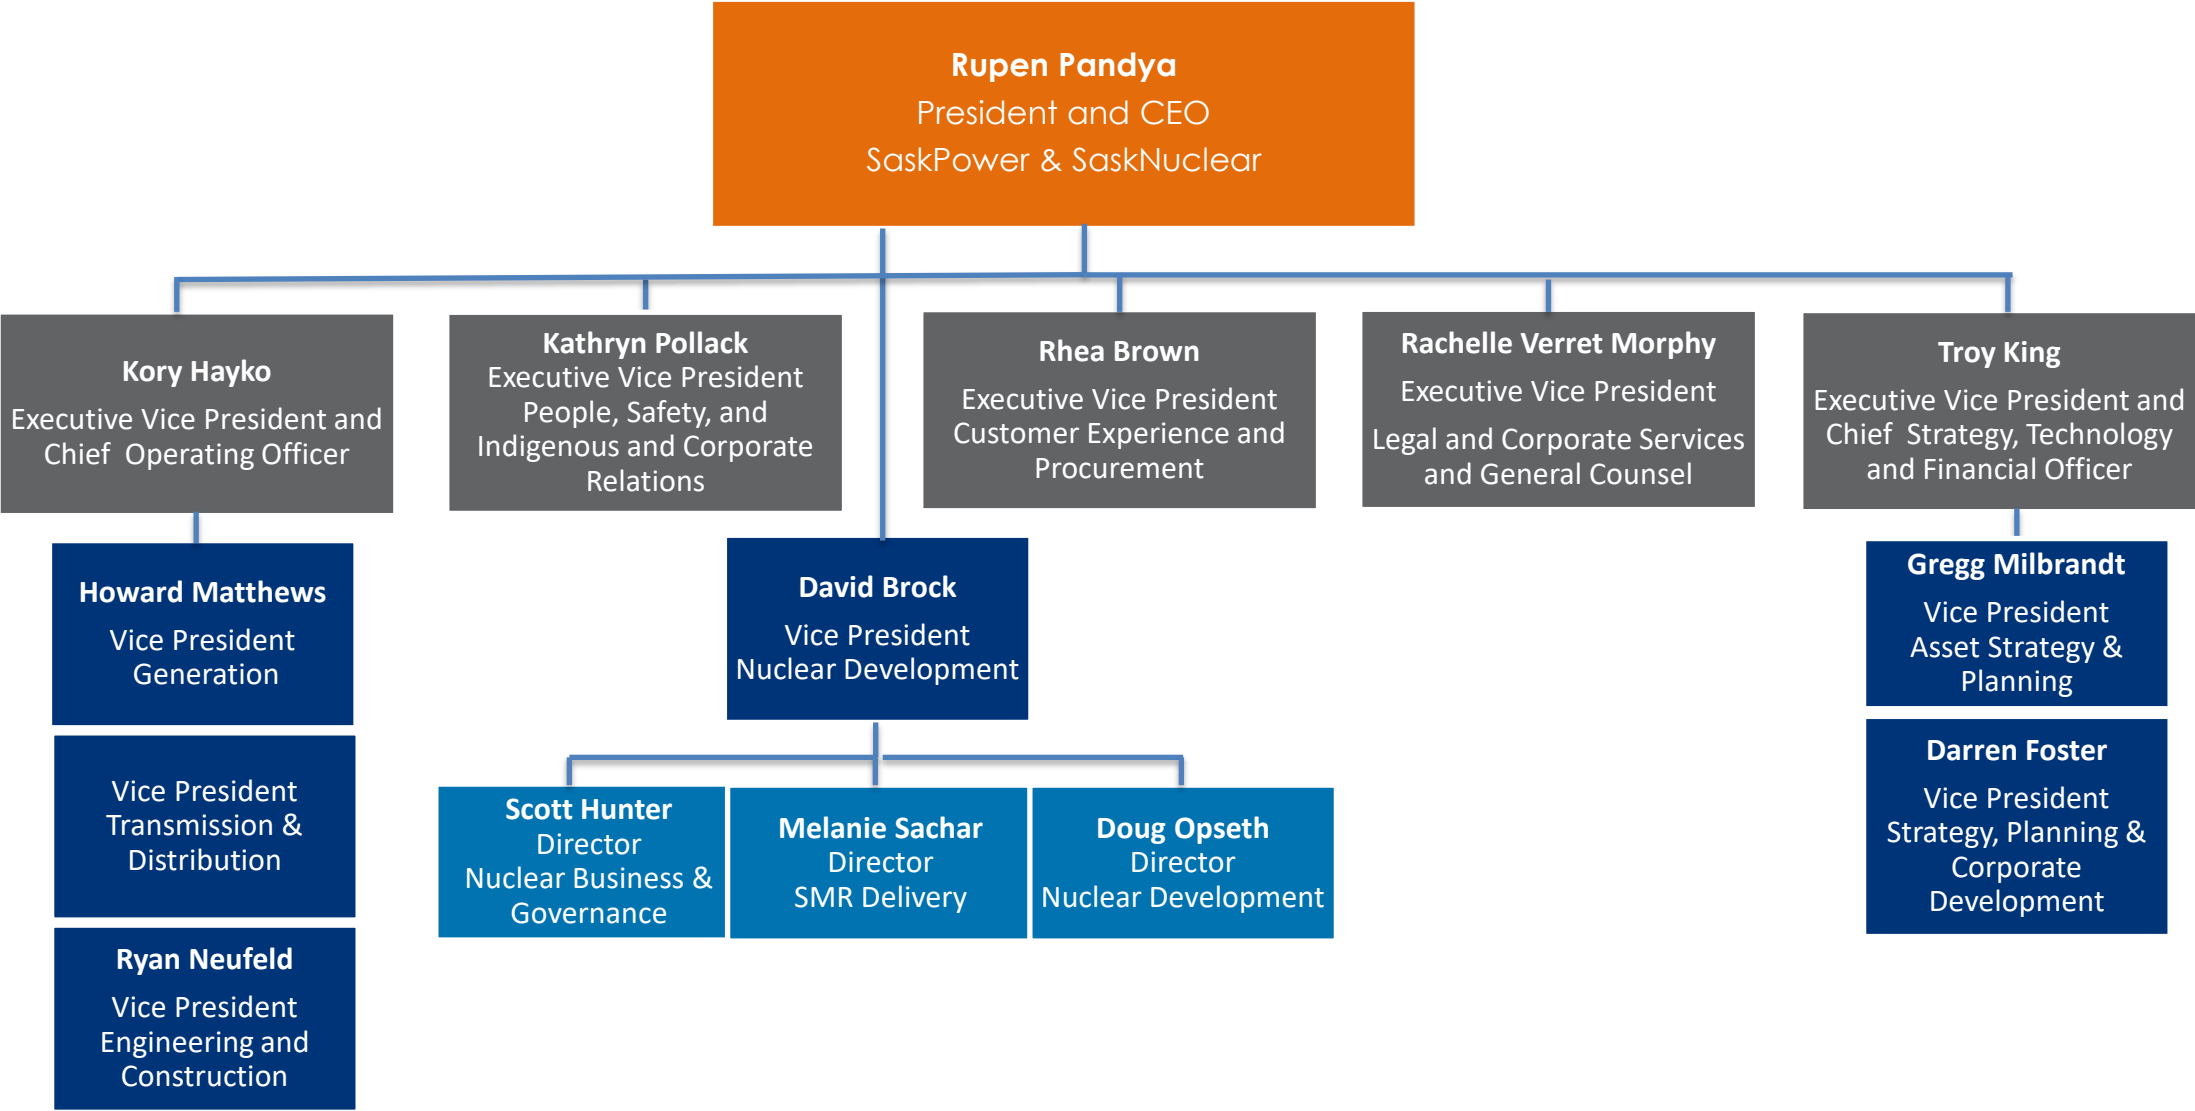 Rupen Pandya
President and CEO
SaskPower & SaskNuclear
Kory Hayko
Executive Vice President and
Chief  Operating Officer
Kathryn Pollack
Executive Vice President
People, Safety, and
Indigenous and Corporate
Relations
Rhea Brown
Executive Vice President
Customer Experience and
Procurement
Rachelle Verret Morphy
Executive Vice President
Legal and Corporate Services
and General Counsel
Troy King
Executive Vice President and
Chief  Strategy, Technology
and Financial Officer
Howard Matthews
Vice President
Generation
David Brock
Vice President
Nuclear Development
Gregg Milbrandt
Vice President
Asset Strategy &
Planning
Vice President
Transmission &
Distribution
Scott Hunter
Director
Nuclear Business &
Governance
Melanie Sachar
Director
SMR Delivery
Doug Opseth
Director
Nuclear Development
Darren Foster
Vice President
Strategy, Planning &
Corporate
Development
Ryan Neufeld
Vice President
Engineering and
Construction